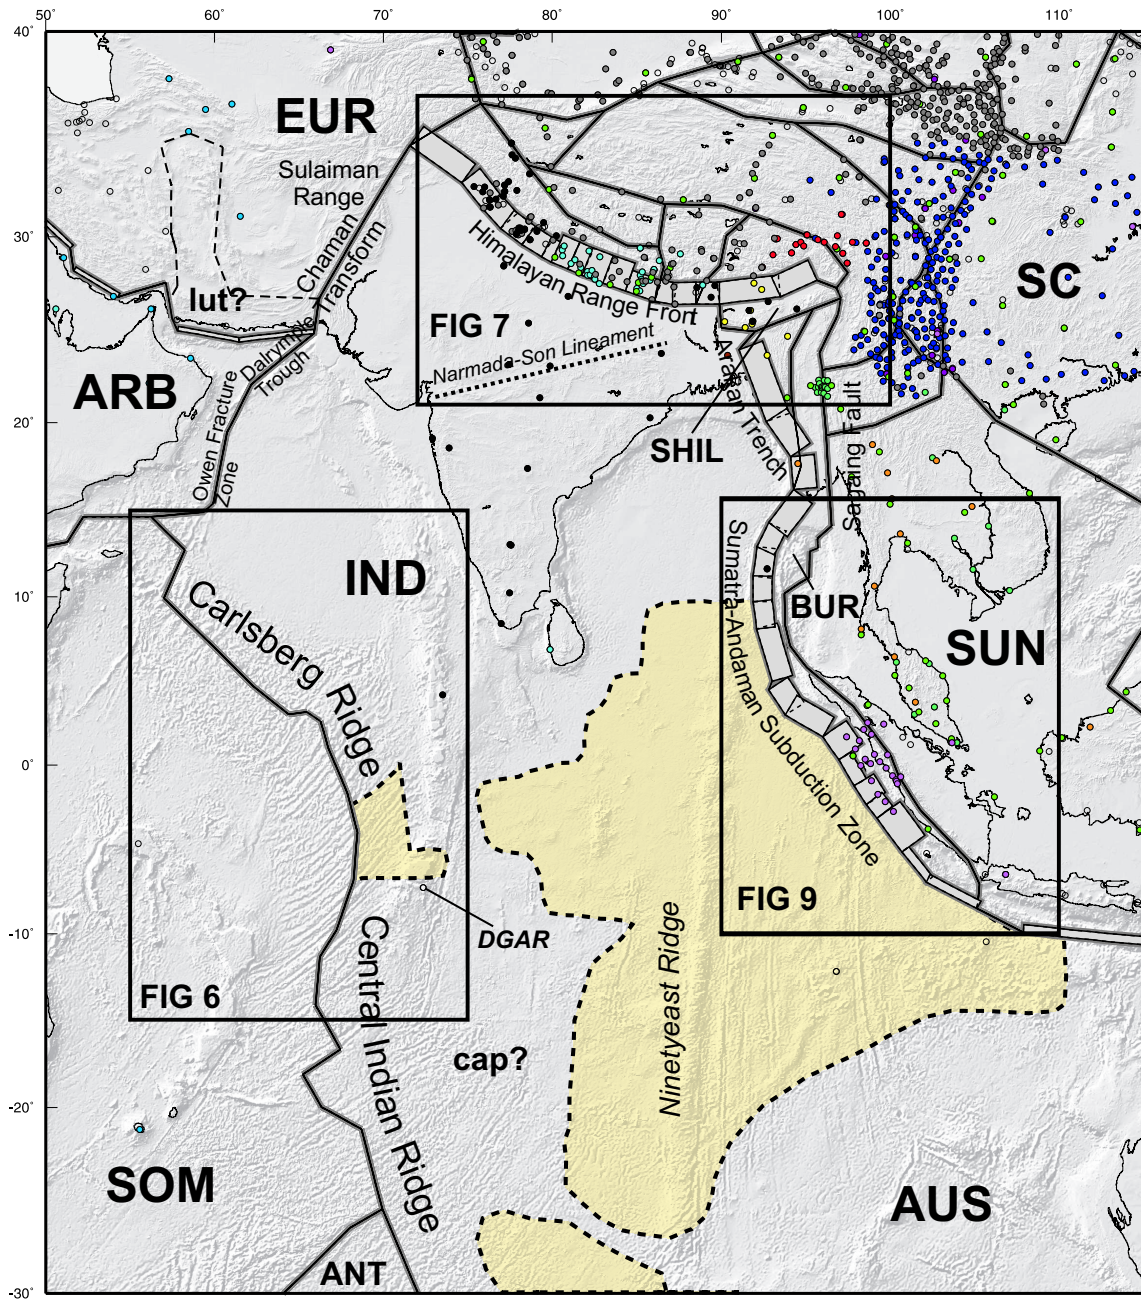 50° 60° 70° 80° 90° 100° 110°
40°
30°
20°
10°
0°
-10°
-20°
-30°
EUR
Sulaiman
Range
Chaman
Transform
lut?
Himalayan Range Front
FIG 7
Narmada-Son Lineament
SC
ARB
Dalrymple
Trough
Owen Fracture
Zone
Arakan Trench
SHIL
Sagaing Fault
IND
Carlsberg Ridge
BUR
SUN
Sumatra-Andaman Subduction Zone
FIG 9
DGAR
FIG 6
Central Indian Ridge
Ninetyeast Ridge
cap?
SOM
AUS
ANT